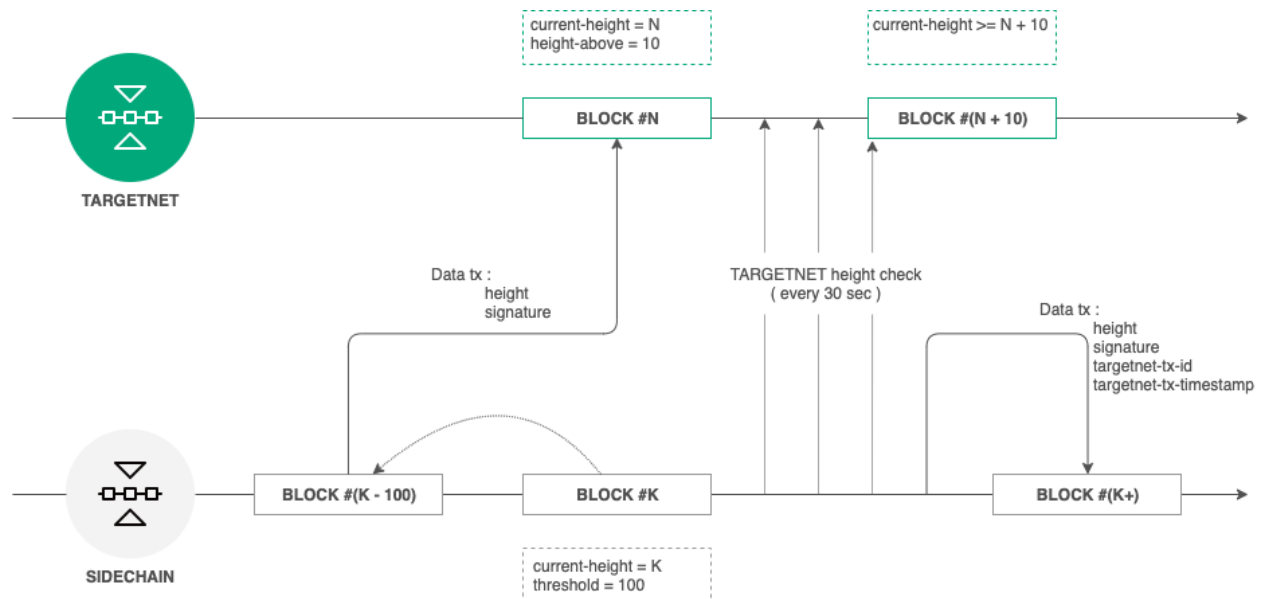 current-height = N
height-above = 10
current-height >= N + 10
BLOCK #N
BLOCK #(N + 10)
TARGETNET
Data tx :
height
signature
TARGETNET height check
( every 30 sec )
Data tx :
height
signature
targetnet-tx-id
targetnet-tx-timestamp
BLOCK #(K - 100)
BLOCK #K
BLOCK #(K+)
SIDECHAIN
current-height = K
threshold = 100